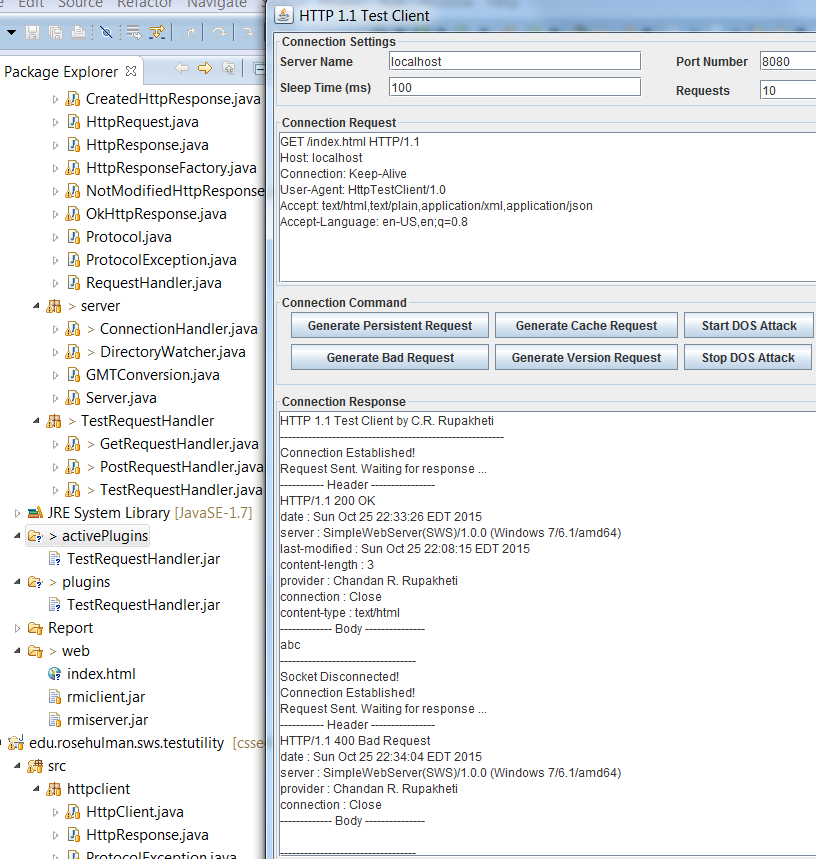 Edit Source Refactor Navigate
Package Explorer
CreatedHttpResponse.java
HttpRequest.java
HttpResponse.java
HttpResponseFactory.java
NotModifiedHttpResponse
OkHttpResponse.java
Protocol.java
ProtocolException.java
RequestHandler.java
> server
> ConnectionHandler.java
> DirectoryWatcher.java
GMTConversion.java
Server.java
> TestRequestHandler
> GetRequestHandler.java
> PostRequestHandler.java
> TestRequestHandler.java
JRE System Library [JavaSE-1.7]
> activePlugins
TestRequestHandler.jar
> plugins
TestRequestHandler.jar
Report
> web
index.html
rmiclient.jar
rmiserver.jar
edu.rosehulman.sws.testutility [csse
src
httpclient
HttpClient.java
HttpResponse.java
ProtocolException.java
HTTP 1.1 Test Client
Connection Settings
Server Name localhost Port Number 8080
Sleep Time (ms) 100 Requests 10
Connection Request
GET /index.html HTTP/1.1
Host: localhost
Connection: Keep-Alive
User-Agent: HttpTestClient/1.0
Accept: text/html,text/plain,application/xml,application/json
Accept-Language: en-US,en;q=0.8
Connection Command
Generate Persistent Request Generate Cache Request Start DOS Attack
Generate Bad Request Generate Version Request Stop DOS Attack
Connection Response
HTTP 1.1 Test Client by C.R. Rupakheti
--------------------------------------------------------
Connection Established!
Request Sent. Waiting for response ...
----------- Header ----------------
HTTP/1.1 200 OK
date : Sun Oct 25 22:33:26 EDT 2015
server : SimpleWebServer(SWS)/1.0.0 (Windows 7/6.1/amd64)
last-modified : Sun Oct 25 22:08:15 EDT 2015
content-length : 3
provider : Chandan R. Rupakheti
connection : Close
content-type : text/html
------------- Body ---------------
abc
----------------------------------
Socket Disconnected!
Connection Established!
Request Sent. Waiting for response ...
----------- Header ----------------
HTTP/1.1 400 Bad Request
date : Sun Oct 25 22:34:04 EDT 2015
server : SimpleWebServer(SWS)/1.0.0 (Windows 7/6.1/amd64)
provider : Chandan R. Rupakheti
connection : Close
------------- Body ---------------
----------------------------------